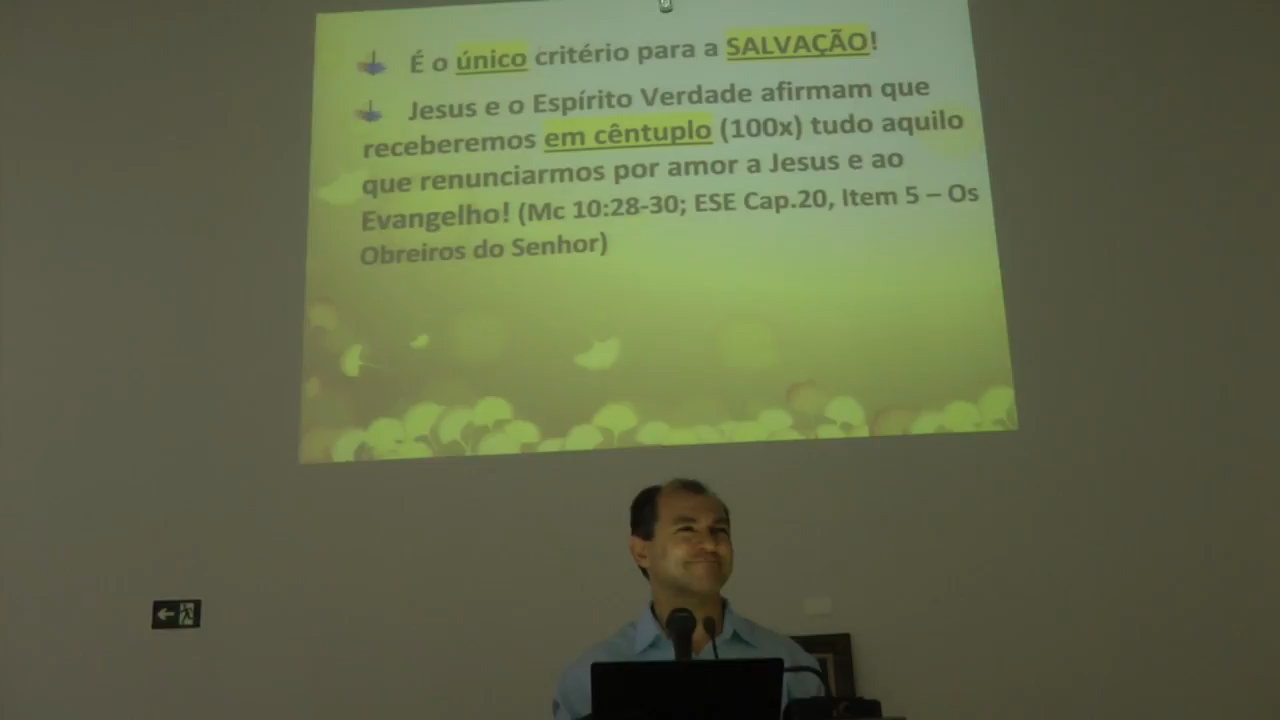 É o único critério para a SALVAÇÃO!
Jesus e o Espírito Verdade afirmam que
receberemos em cêntuplo (100x) tudo aquilo
que renunciarmos por amor a Jesus e ao
Evangelho! (Mc 10:28-30; ESE Cap.20, Item 5 – Os
Obreiros do Senhor)